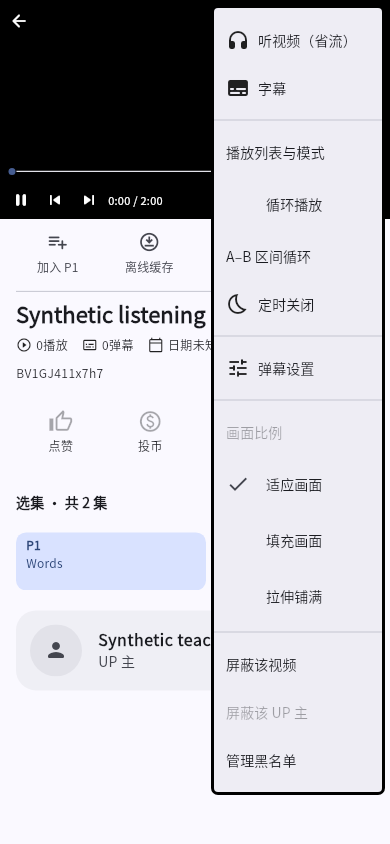 听视频（省流）
字幕
播放列表与模式
循环播放
A–B 区间循环
定时关闭
弹幕设置
画面比例
适应画面
填充画面
拉伸铺满
屏蔽该视频
屏蔽该 UP 主
管理黑名单
0:00 / 2:00
加入 P1
离线缓存
Synthetic listening
0播放
0弹幕
日期未
BV1GJ411x7h7
点赞
投币
选集 · 共 2 集
P1
Words
Synthetic teac
UP 主